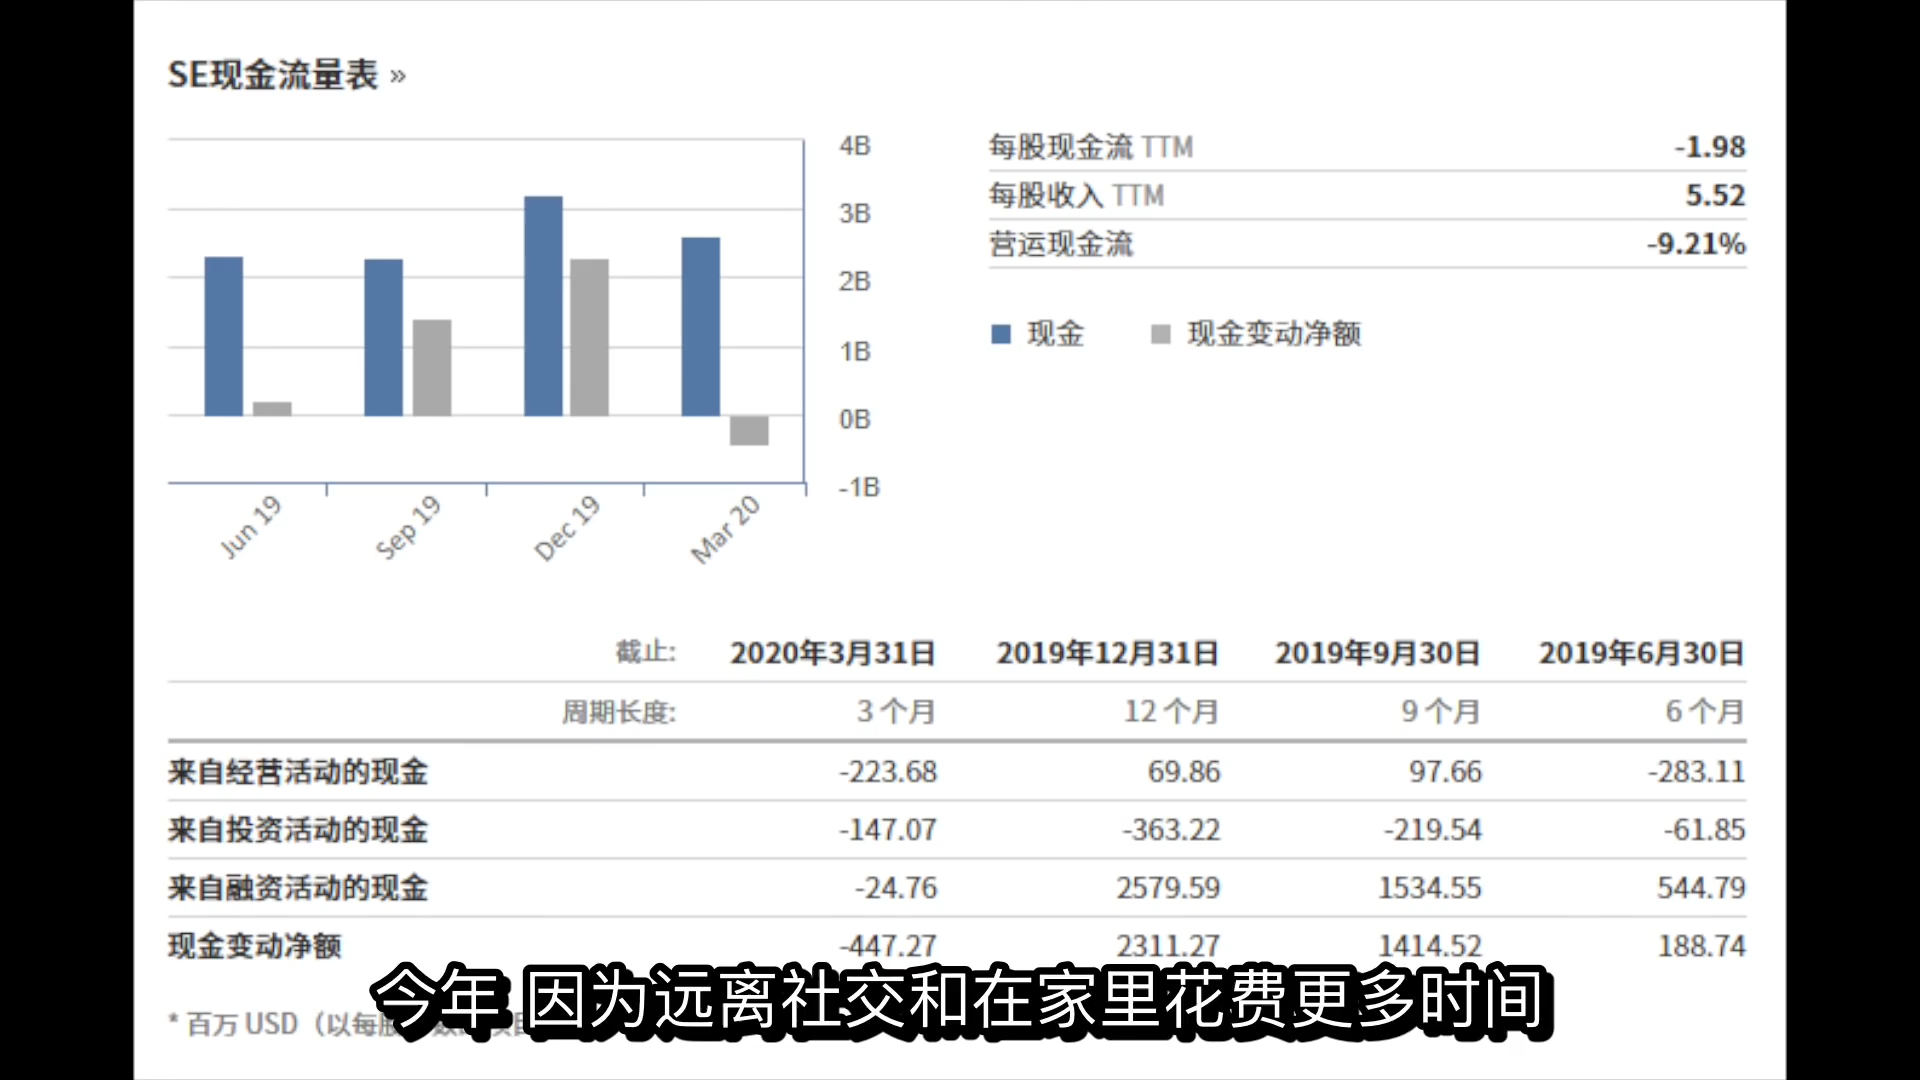 SE现金流量表 »
4B
3B
2B
1B
0B
-1B
Jun 19
Sep 19
Dec 19
Mar 20
每股现金流 TTM -1.98
每股收入 TTM 5.52
营运现金流 -9.21%
现金 现金变动净额
截止: 2020年3月31日 2019年12月31日 2019年9月30日 2019年6月30日
周期长度: 3 个月 12 个月 9 个月 6 个月
来自经营活动的现金 -223.68 69.86 97.66 -283.11
来自投资活动的现金 -147.07 -363.22 -219.54 -61.85
来自融资活动的现金 -24.76 2579.59 1534.55 544.79
现金变动净额 -447.27 2311.27 1414.52 188.74
* 百万 USD（以每股
今年 因为远离社交和在家里花费更多时间